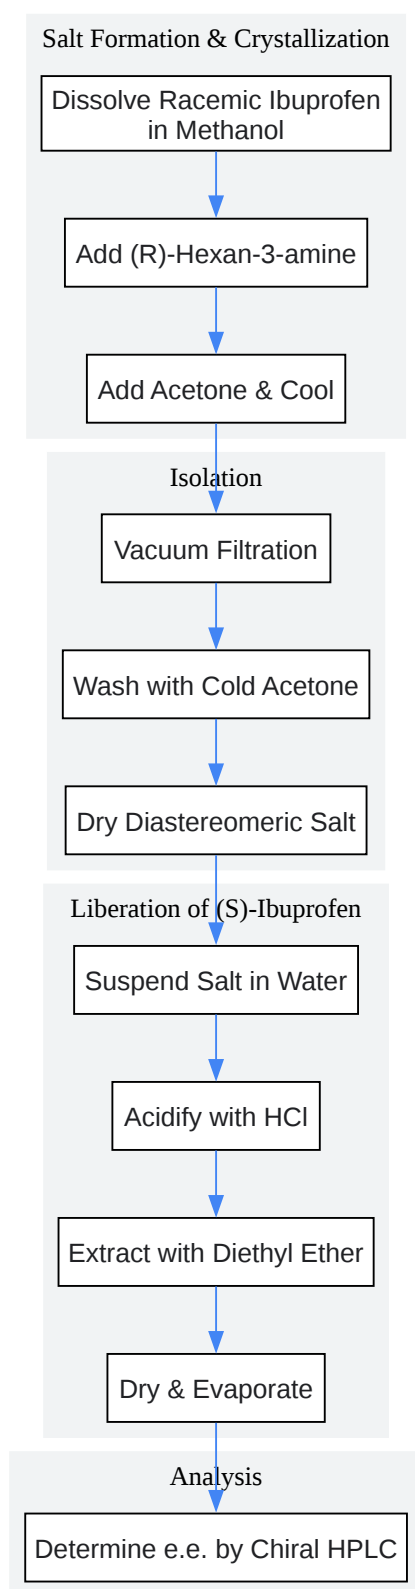 Salt Formation & Crystallization
Dissolve Racemic Ibuprofen
in Methanol
Add (R)-Hexan-3-amine
Add Acetone & Cool
Isolation
Vacuum Filtration
Wash with Cold Acetone
Dry Diastereomeric Salt
Liberation of (S)-Ibuprofen
Suspend Salt in Water
Acidify with HCl
Extract with Diethyl Ether
Dry & Evaporate
Analysis
Determine e.e. by Chiral HPLC